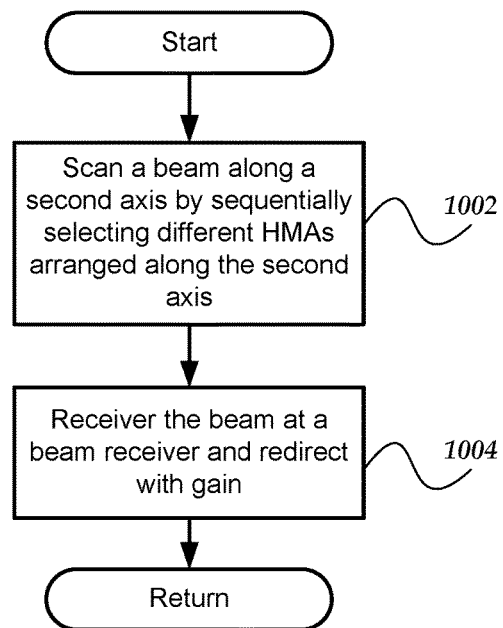 Start
Scan a beam along a
second axis by sequentially
selecting different HMAs
arranged along the second
axis
1002
Receiver the beam at a
beam receiver and redirect
with gain
1004
Return